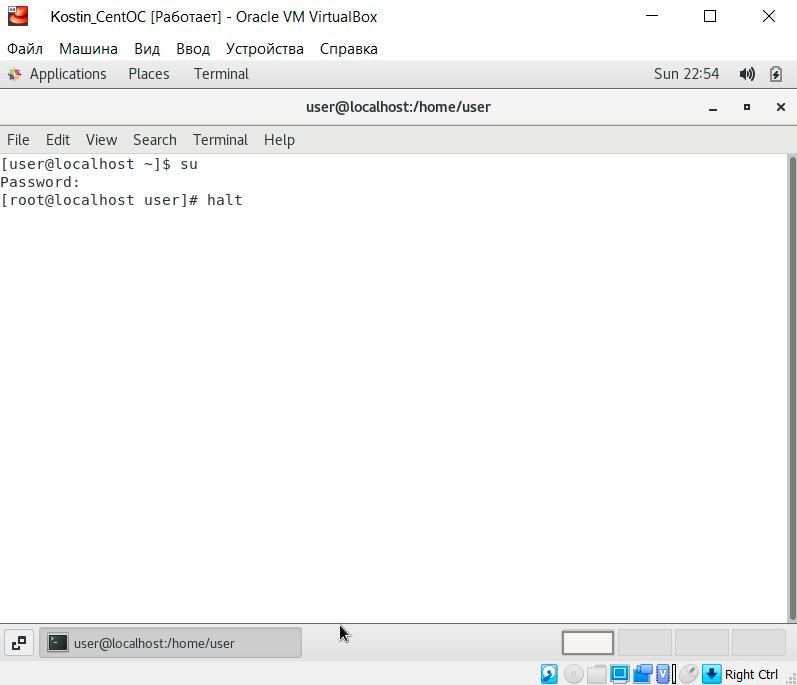 Kostin_CentOC [Работает] - Oracle VM VirtualBox
Файл Машина Вид Ввод Устройства Справка
Applications Places Terminal Sun 22:54
user@localhost:/home/user
File Edit View Search Terminal Help
[user@localhost ~]$ su
Password:
[root@localhost user]# halt
user@localhost:/home/user
Right Ctrl